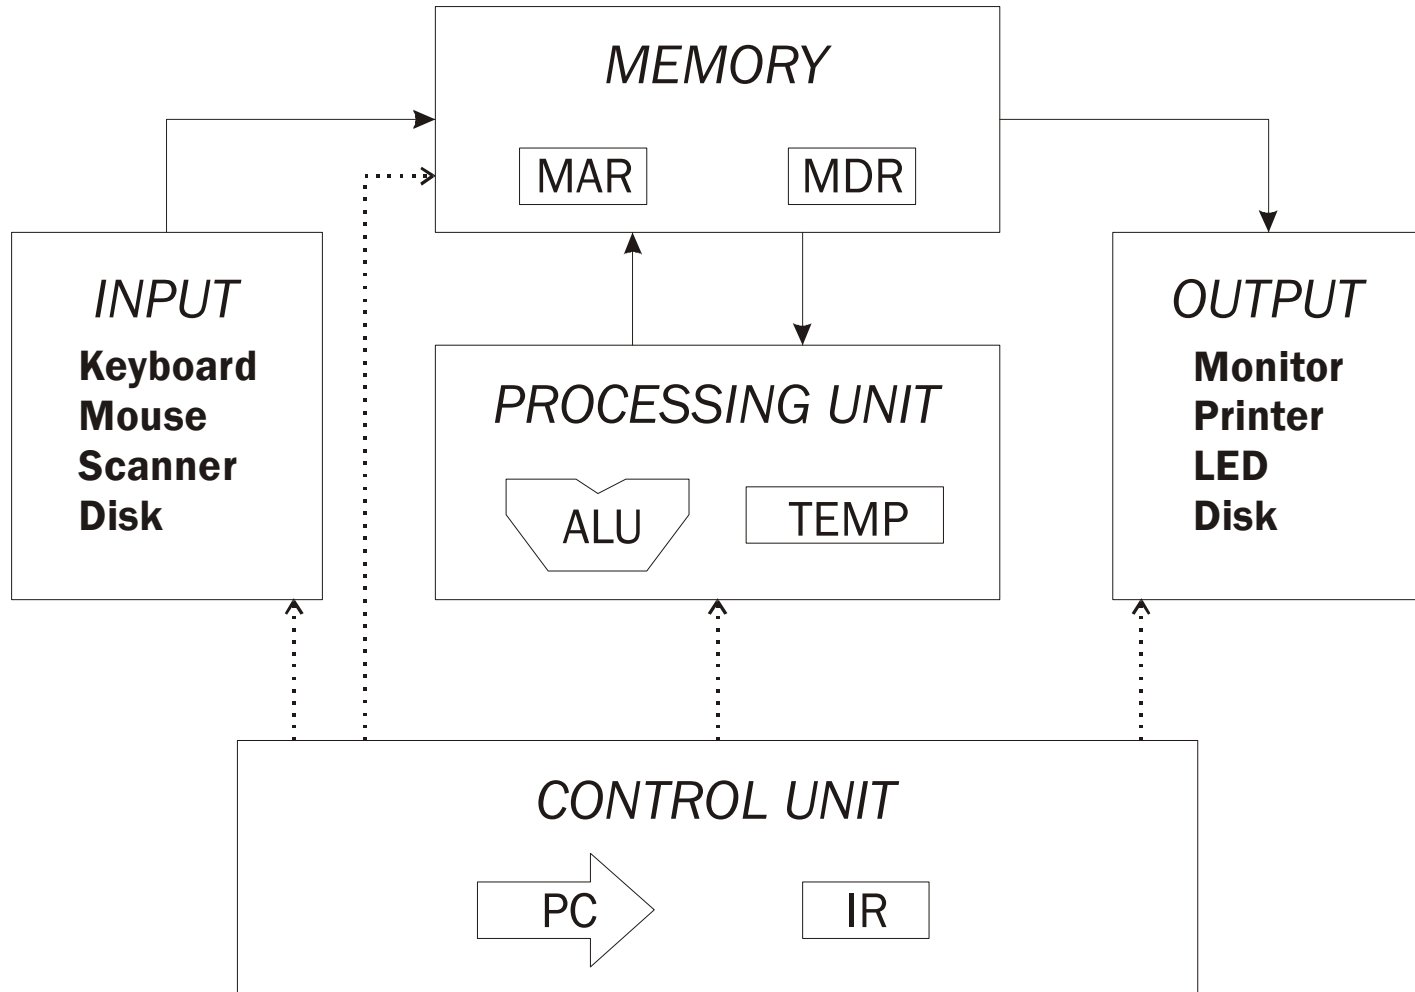 MEMORY
MAR
MDR
INPUT
Keyboard
Mouse
Scanner
Disk
PROCESSING UNIT
ALU
TEMP
OUTPUT
Monitor
Printer
LED
Disk
CONTROL UNIT
PC
IR